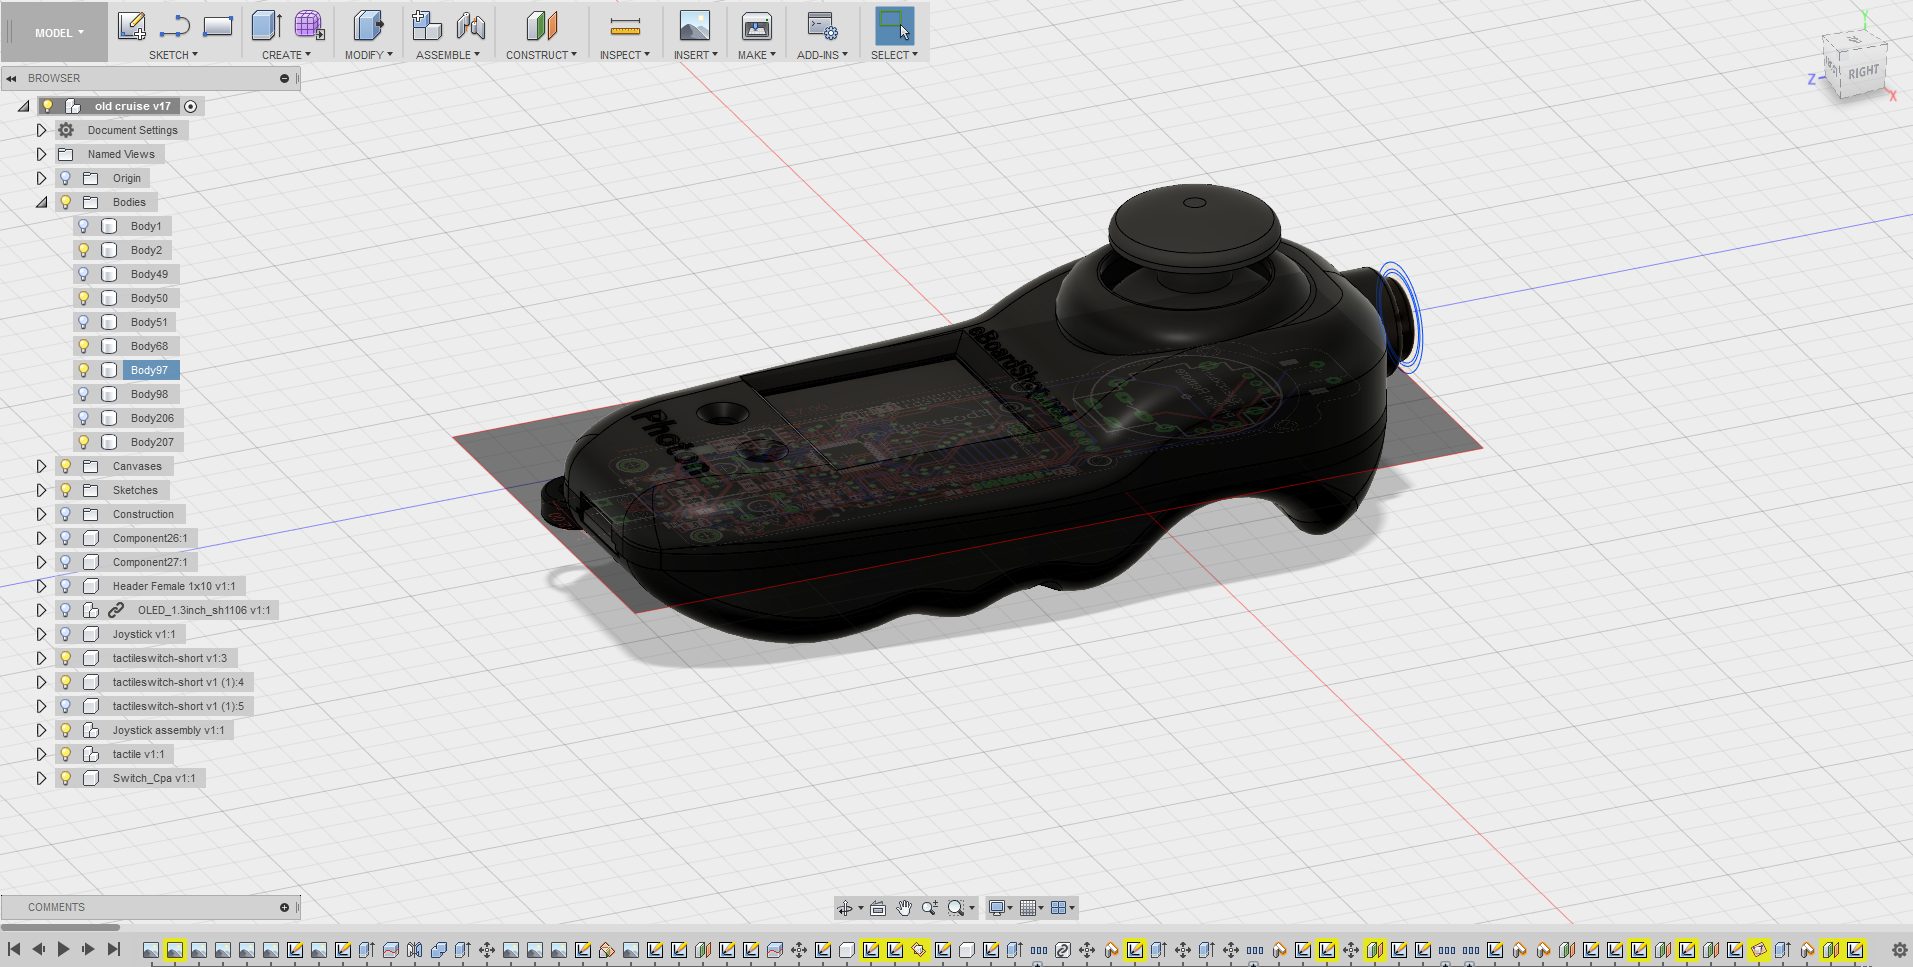 MODEL
SKETCH
CREATE
MODIFY
ASSEMBLE
CONSTRUCT
INSPECT
INSERT
MAKE
ADD-INS
SELECT
BROWSER
old cruise v17
Document Settings
Named Views
Origin
Bodies
Body1
Body2
Body49
Body50
Body51
Body68
Body97
Body98
Body206
Body207
Canvases
Sketches
Construction
Component26:1
Component27:1
Header Female 1x10 v1:1
OLED_1.3inch_sh1106 v1:1
Joystick v1:1
tactileswitch-short v1:3
tactileswitch-short v1 (1):4
tactileswitch-short v1 (1):5
Joystick assembly v1:1
tactile v1:1
Switch_Cpa v1:1
Y
Z
RIGHT
X
eBoardShop.net
Photon
COMMENTS